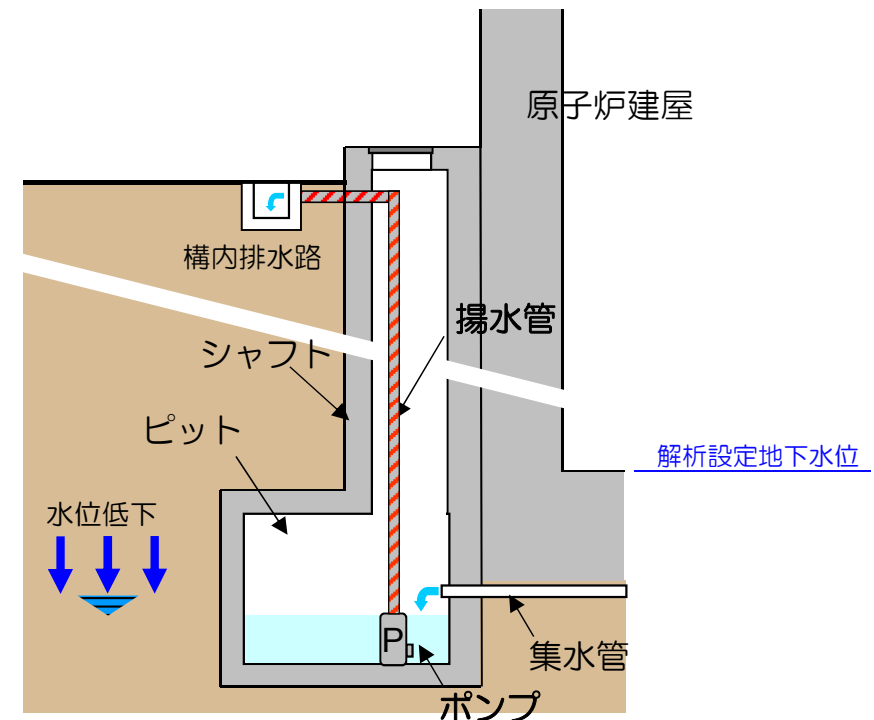 原子炉建屋
構内排水路
揚水管
シャフト
ピット
解析設定地下水位
水位低下
P
集水管
ポンプ